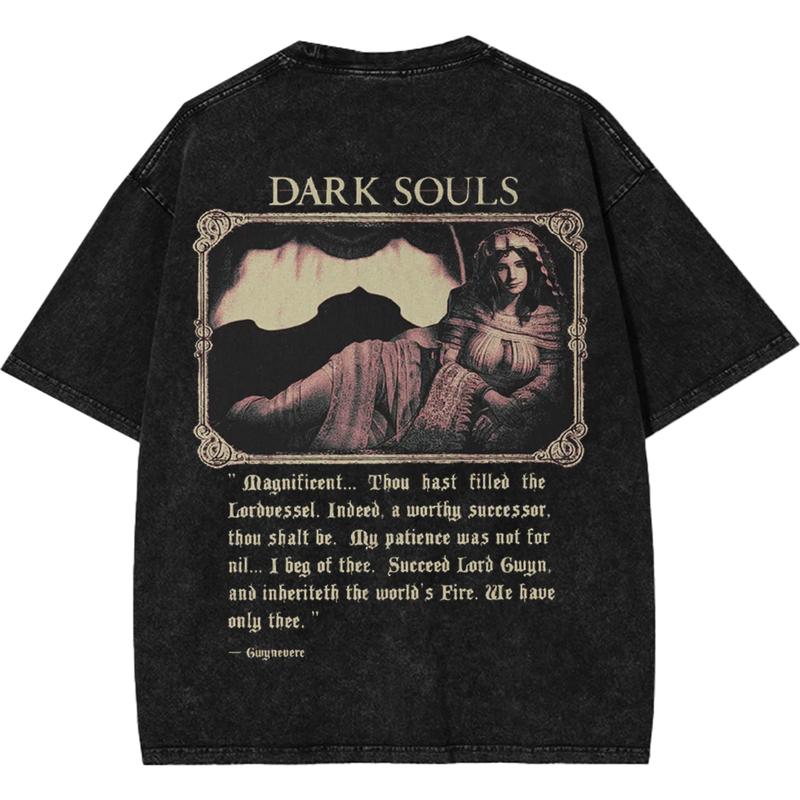 DARK SOULS
" Magnificent... Thou hast filled the
Lordvessel. Indeed, a worthy successor,
thou shalt be. My patience was not for
nil... I beg of thee. Succeed Lord Gwyn,
and inheriteth the world's Fire. We have
only thee. "
— Gwynevere